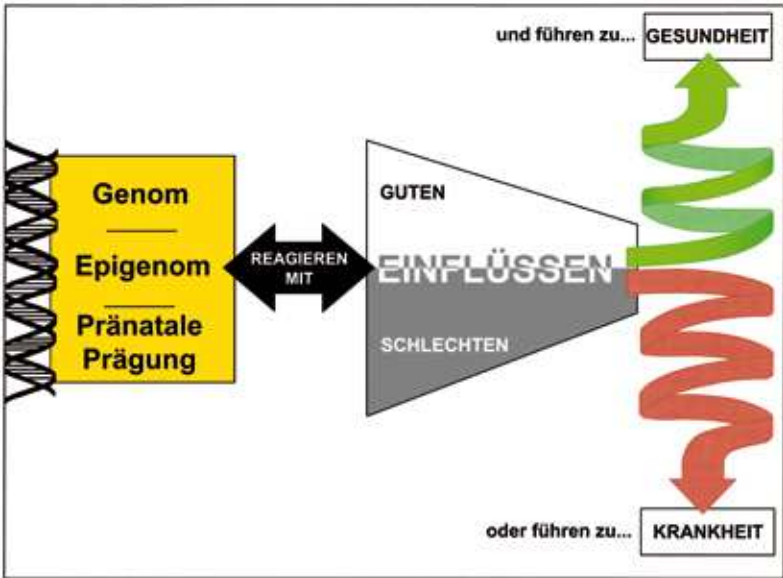 und führen zu...
GESUNDHEIT
Genom
Epigenom
Pränatale
Prägung
REAGIEREN
MIT
GUTEN
EINFLÜSSEN
SCHLECHTEN
oder führen zu...
KRANKHEIT